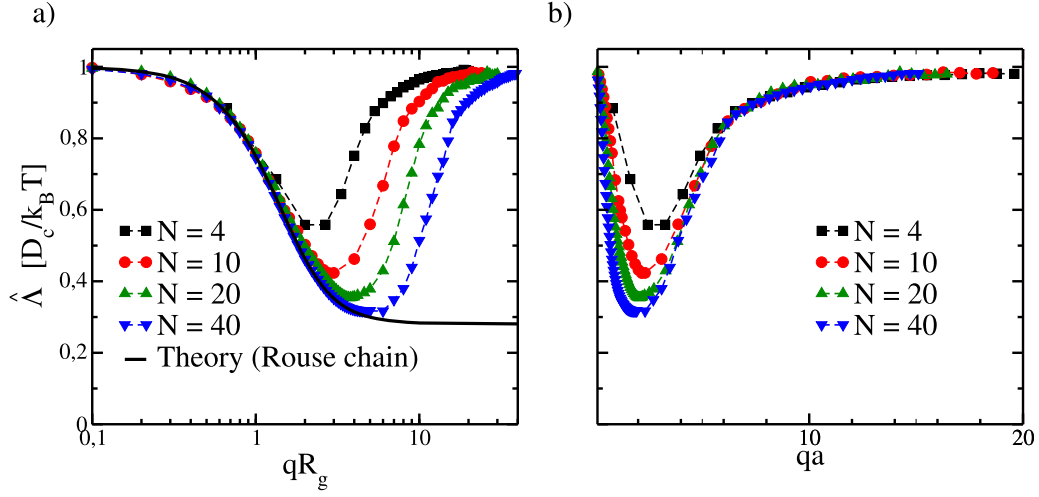 a)
b)
1
0,8
0,6
0,4
0,2
0
Λ̂ [D_c/k_BT]
N = 4
N = 10
N = 20
N = 40
Theory (Rouse chain)
0,1 1 10
qR_g
N = 4
N = 10
N = 20
N = 40
10 20
qa